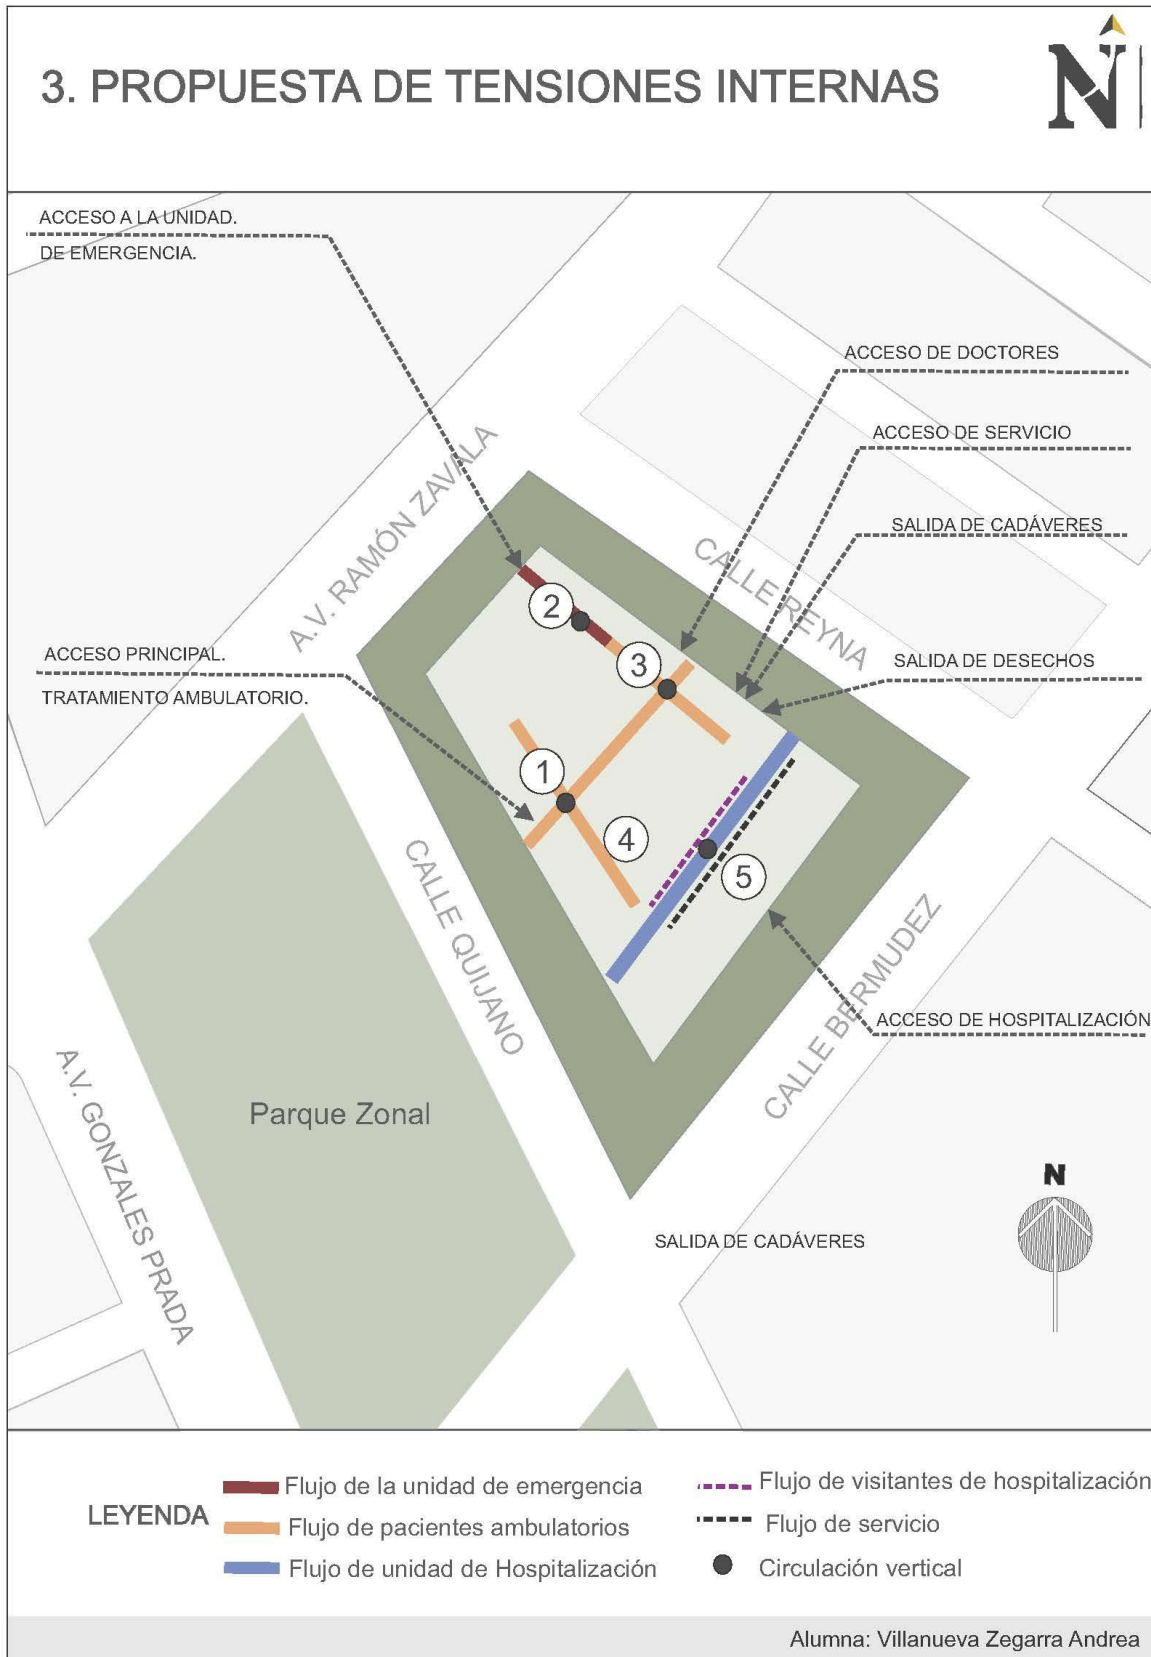 3. PROPUESTA DE TENSIONES INTERNAS
N
ACCESO A LA UNIDAD.
DE EMERGENCIA.
ACCESO DE DOCTORES
ACCESO DE SERVICIO
SALIDA DE CADÁVERES
A.V. RAMÓN ZAVALA
CALLE REYNA
2
3
ACCESO PRINCIPAL.
TRATAMIENTO AMBULATORIO.
SALIDA DE DESECHOS
1
4
5
CALLE QUIJANO
CALLE BERMUDEZ
ACCESO DE HOSPITALIZACIÓN
A.V. GONZALES PRADA
Parque Zonal
N
SALIDA DE CADÁVERES
LEYENDA
Flujo de la unidad de emergencia
Flujo de pacientes ambulatorios
Flujo de unidad de Hospitalización
Flujo de visitantes de hospitalización
Flujo de servicio
Circulación vertical
Alumna: Villanueva Zegarra Andrea